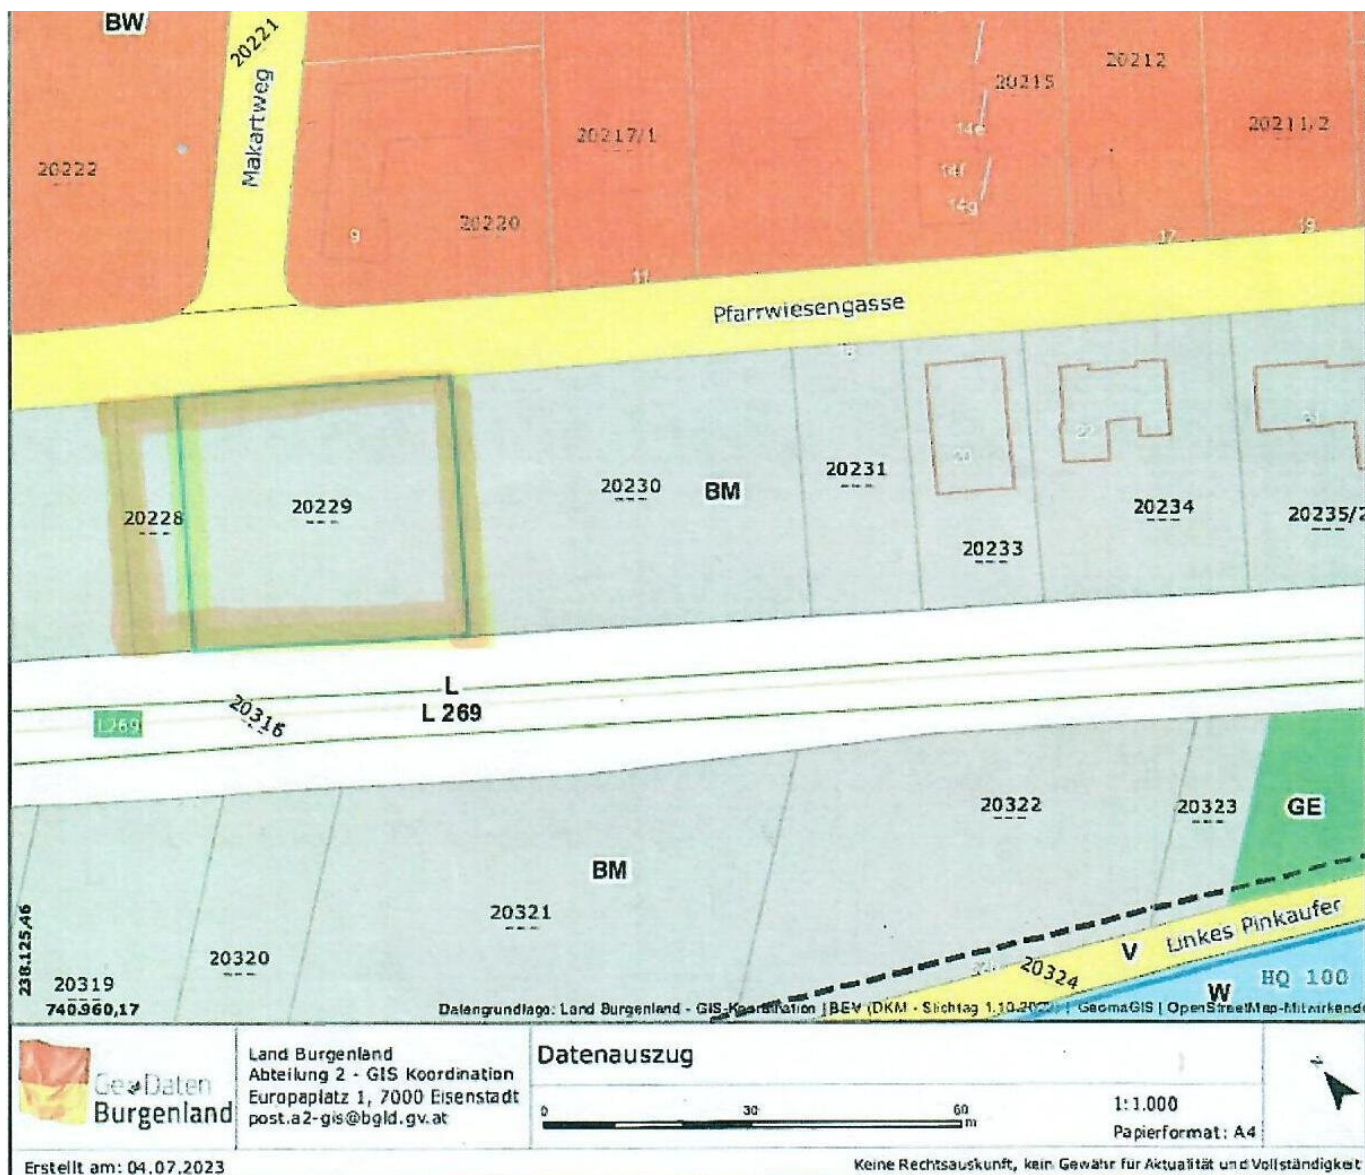 BW
20221
Makartweg
20222
9
20220
20217/1
11
20215
14e
14f
14g
20212
17
20211/2
19
Pfarrwiesengasse
20228
20229
20230
BM
20231
20233
20234
20235/2
L
L 269
L269
20316
20322
20323
GE
BM
20321
20320
20319
238.125,46
740.960,17
V
Linkes Pinkaufer
20324
W
HQ 100
Datengrundlage: Land Burgenland - GIS-Koordination | BEV (DKM - Stichtag 1.10.2022) | GeomaGIS | OpenStreetMap-Mitwirkende
GeoDaten
Burgenland
Land Burgenland
Abteilung 2 - GIS Koordination
Europaplatz 1, 7000 Eisenstadt
post.a2-gis@bgld.gv.at
Datenauszug
0 30 60
m
1:1.000
Papierformat: A4
Erstellt am: 04.07.2023
Keine Rechtsauskunft, kein Gewähr für Aktualität und Vollständigkeit